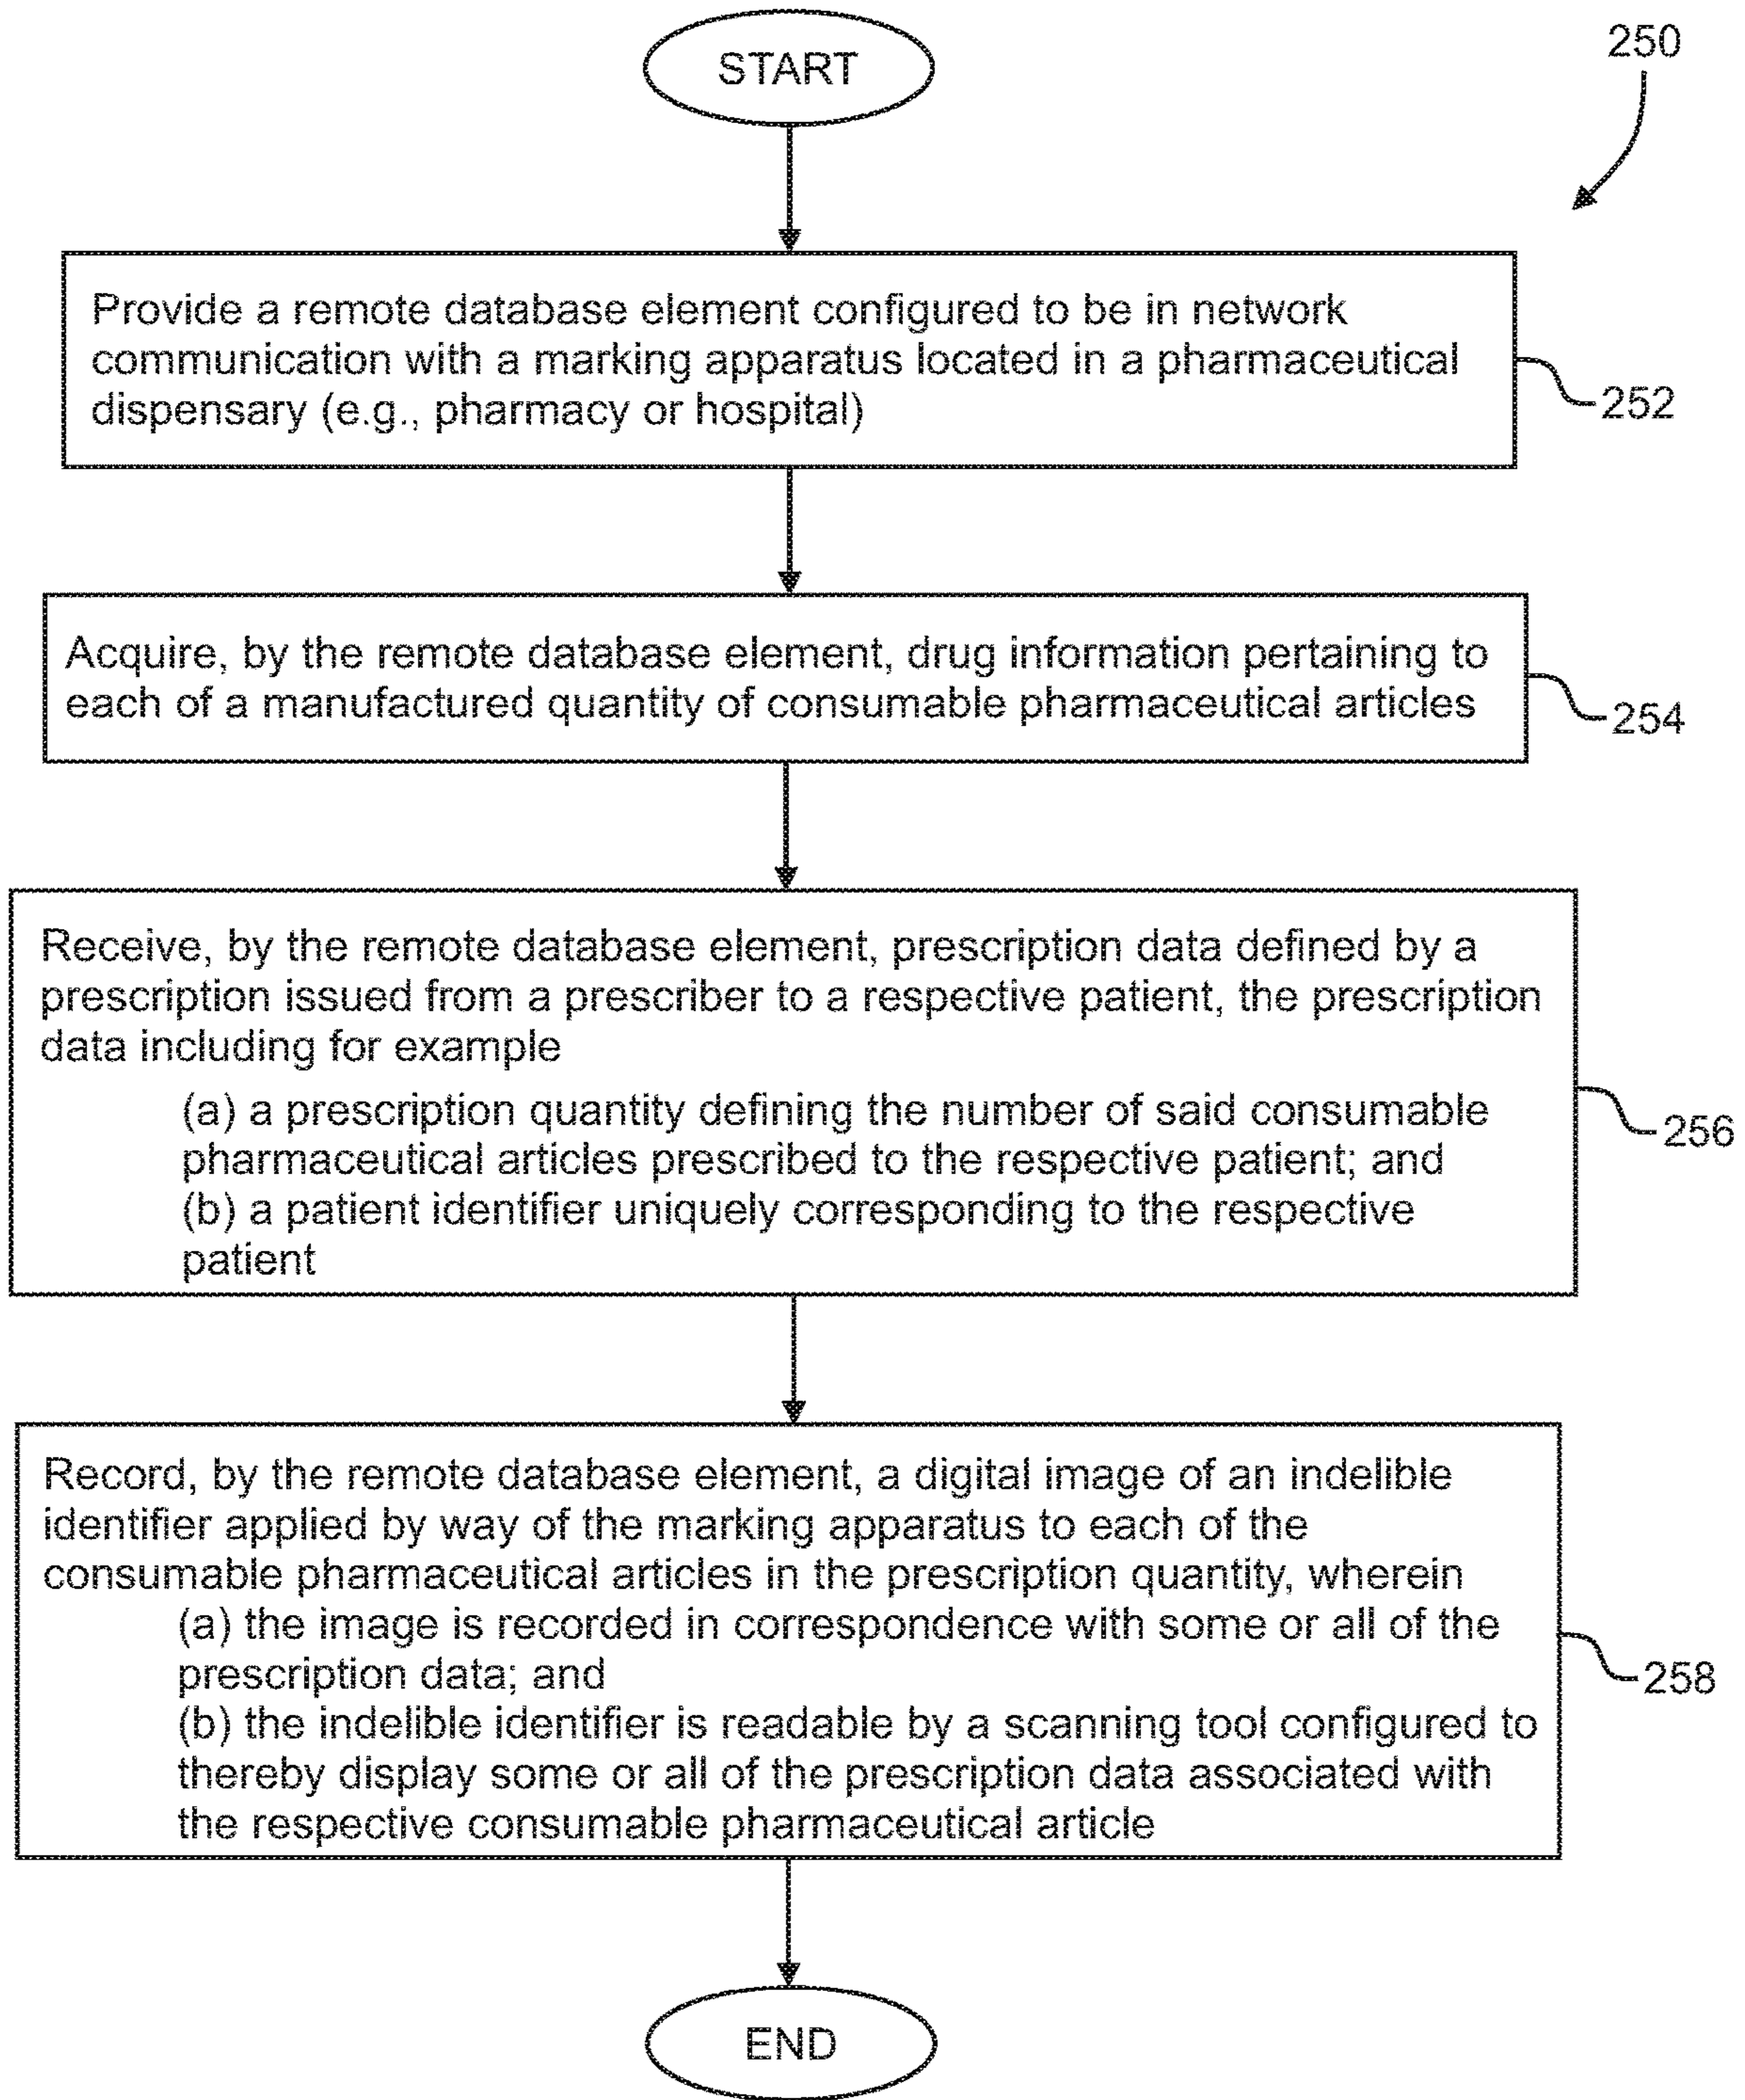 START
250
Provide a remote database element configured to be in network
communication with a marking apparatus located in a pharmaceutical
dispensary (e.g., pharmacy or hospital)
252
Acquire, by the remote database element, drug information pertaining to
each of a manufactured quantity of consumable pharmaceutical articles
254
Receive, by the remote database element, prescription data defined by a
prescription issued from a prescriber to a respective patient, the prescription
data including for example
(a) a prescription quantity defining the number of said consumable
pharmaceutical articles prescribed to the respective patient; and
(b) a patient identifier uniquely corresponding to the respective
patient
256
Record, by the remote database element, a digital image of an indelible
identifier applied by way of the marking apparatus to each of the
consumable pharmaceutical articles in the prescription quantity, wherein
(a) the image is recorded in correspondence with some or all of the
prescription data; and
(b) the indelible identifier is readable by a scanning tool configured to
thereby display some or all of the prescription data associated with
the respective consumable pharmaceutical article
258
END